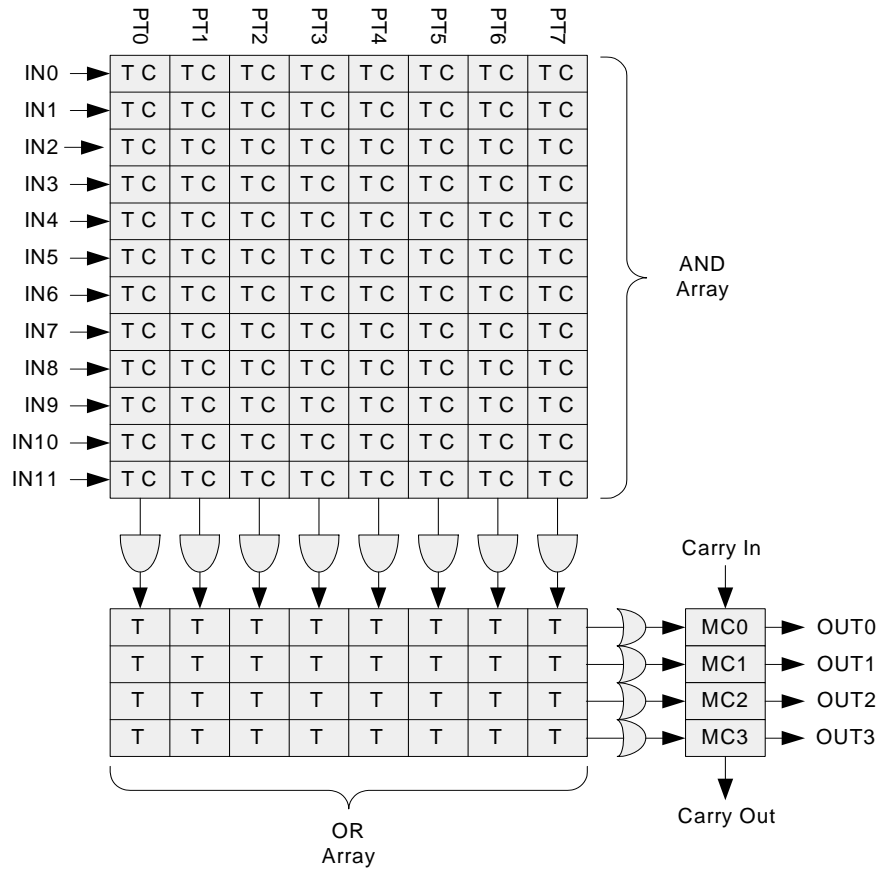 PT0 PT1 PT2 PT3 PT4 PT5 PT6 PT7
IN0 T C T C T C T C T C T C T C T C
IN1 T C T C T C T C T C T C T C T C
IN2 T C T C T C T C T C T C T C T C
IN3 T C T C T C T C T C T C T C T C
IN4 T C T C T C T C T C T C T C T C
IN5 T C T C T C T C T C T C T C T C
IN6 T C T C T C T C T C T C T C T C
IN7 T C T C T C T C T C T C T C T C
IN8 T C T C T C T C T C T C T C T C
IN9 T C T C T C T C T C T C T C T C
IN10 T C T C T C T C T C T C T C T C
IN11 T C T C T C T C T C T C T C T C
AND
Array
Carry In
T T T T T T T T MC0 OUT0
T T T T T T T T MC1 OUT1
T T T T T T T T MC2 OUT2
T T T T T T T T MC3 OUT3
Carry Out
OR
Array